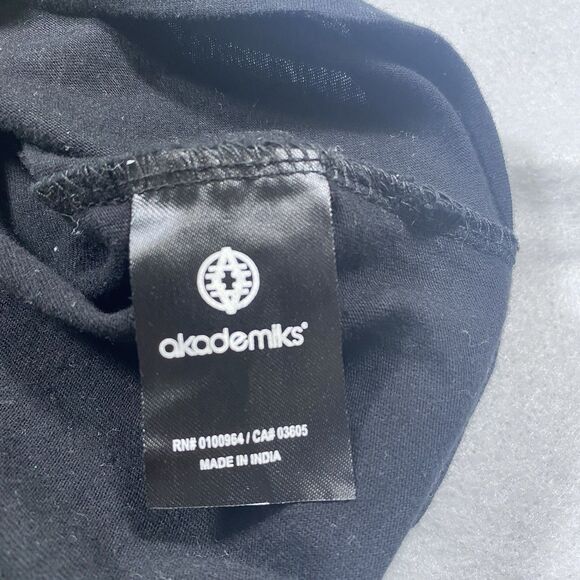 akademiks®
RN# 0100964 / CA# 03605
MADE IN INDIA